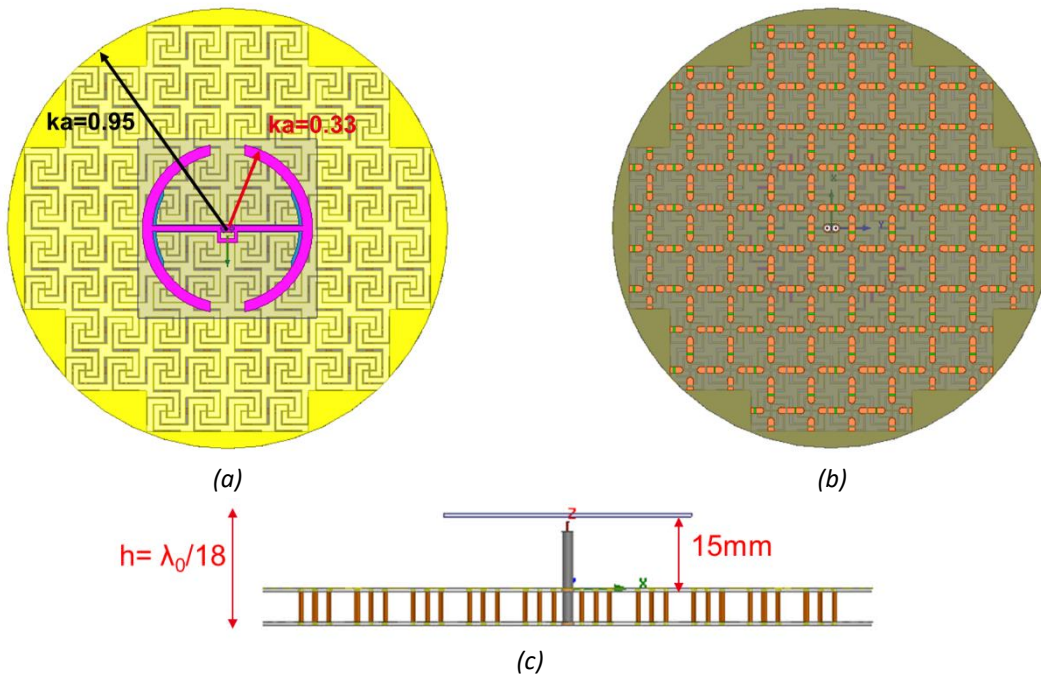 ka=0.95
ka=0.33
Y
X
Y
(a)
(b)
h= λ₀/18
Z
15mm
X
(c)